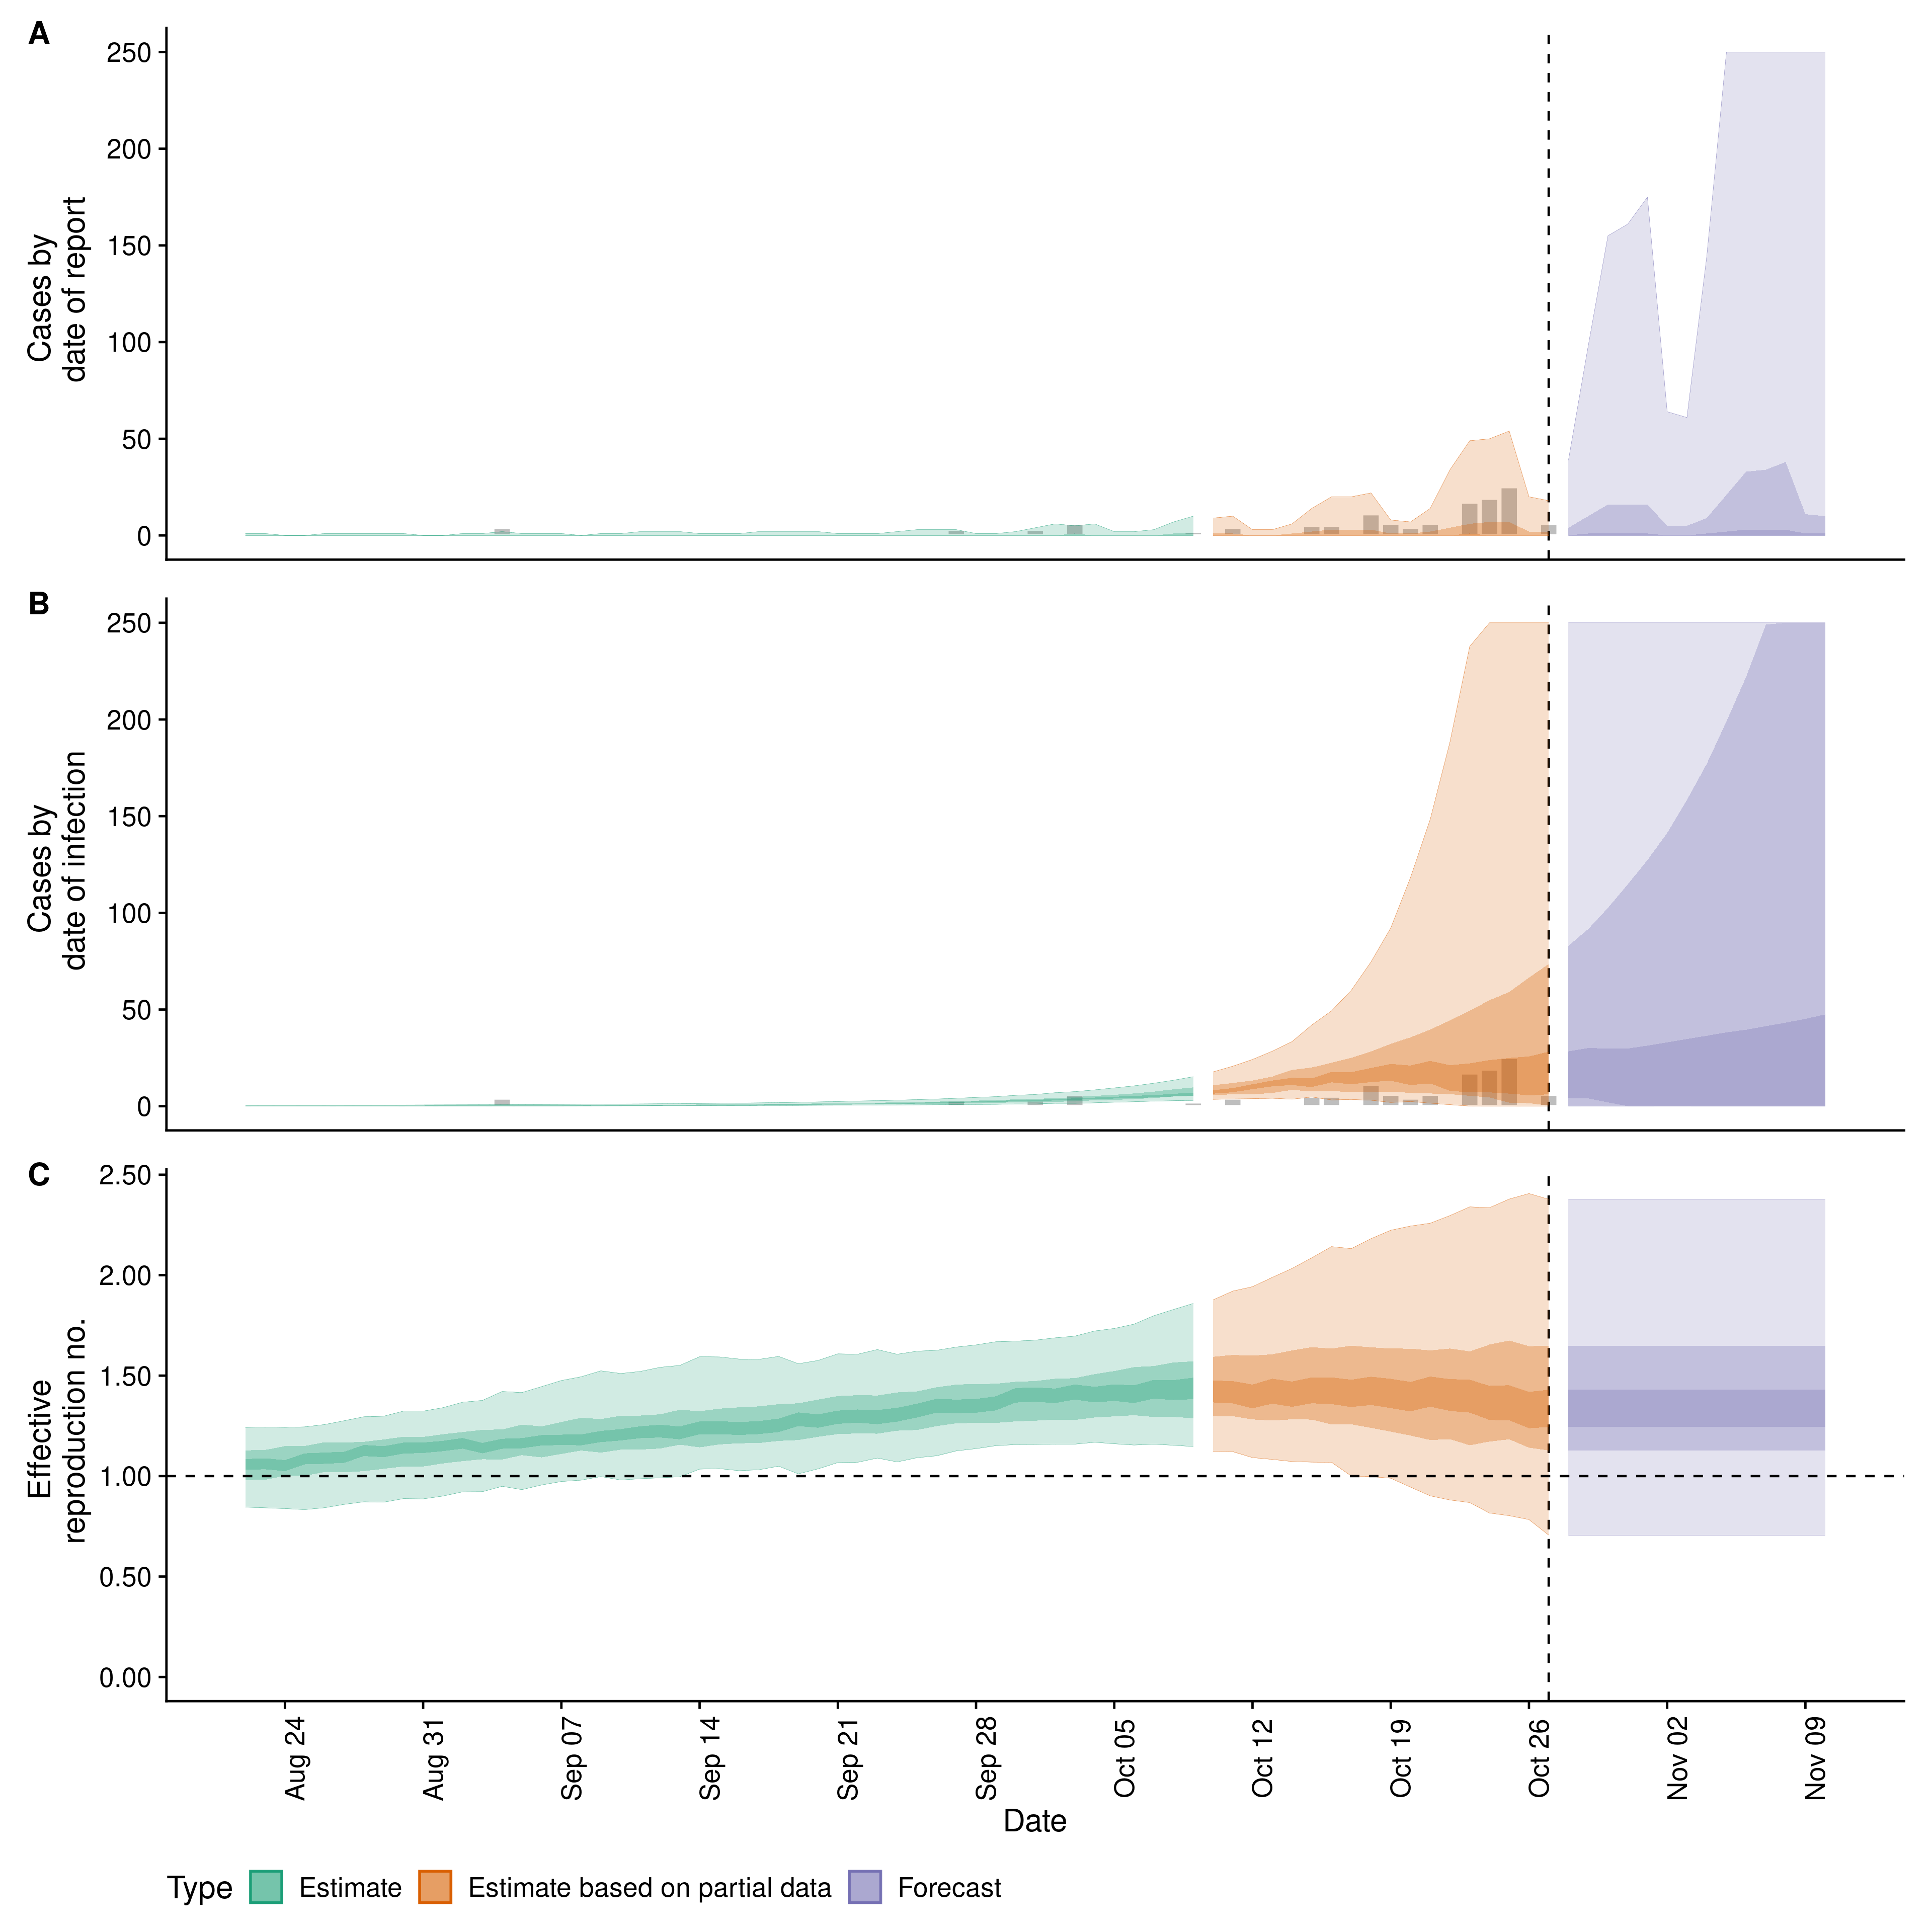 A
250
200
150
100
50
0
Cases by
date of report
B
250
200
150
100
50
0
Cases by
date of infection
C
2.50
2.00
1.50
1.00
0.50
0.00
Effective
reproduction no.
Aug 24
Aug 31
Sep 07
Sep 14
Sep 21
Sep 28
Oct 05
Oct 12
Oct 19
Oct 26
Nov 02
Nov 09
Date
Type Estimate Estimate based on partial data Forecast